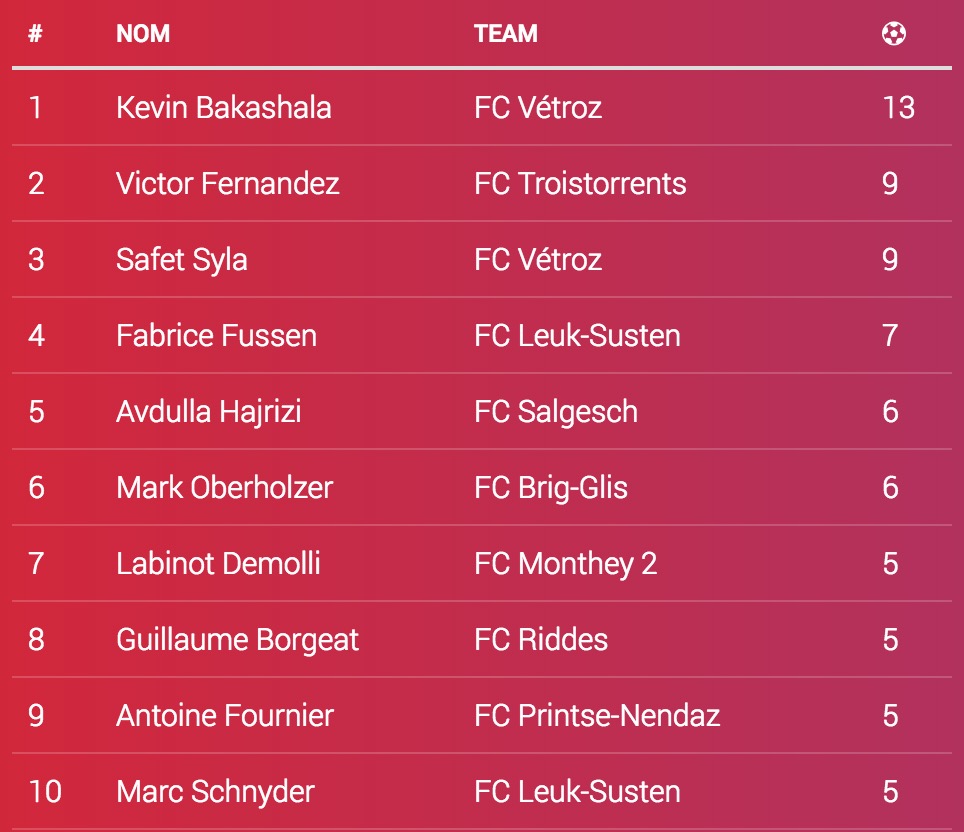 # NOM TEAM ⚽
1 Kevin Bakashala FC Vétroz 13
2 Victor Fernandez FC Troistorrents 9
3 Safet Syla FC Vétroz 9
4 Fabrice Fussen FC Leuk-Susten 7
5 Avdulla Hajrizi FC Salgesch 6
6 Mark Oberholzer FC Brig-Glis 6
7 Labinot Demolli FC Monthey 2 5
8 Guillaume Borgeat FC Riddes 5
9 Antoine Fournier FC Printse-Nendaz 5
10 Marc Schnyder FC Leuk-Susten 5